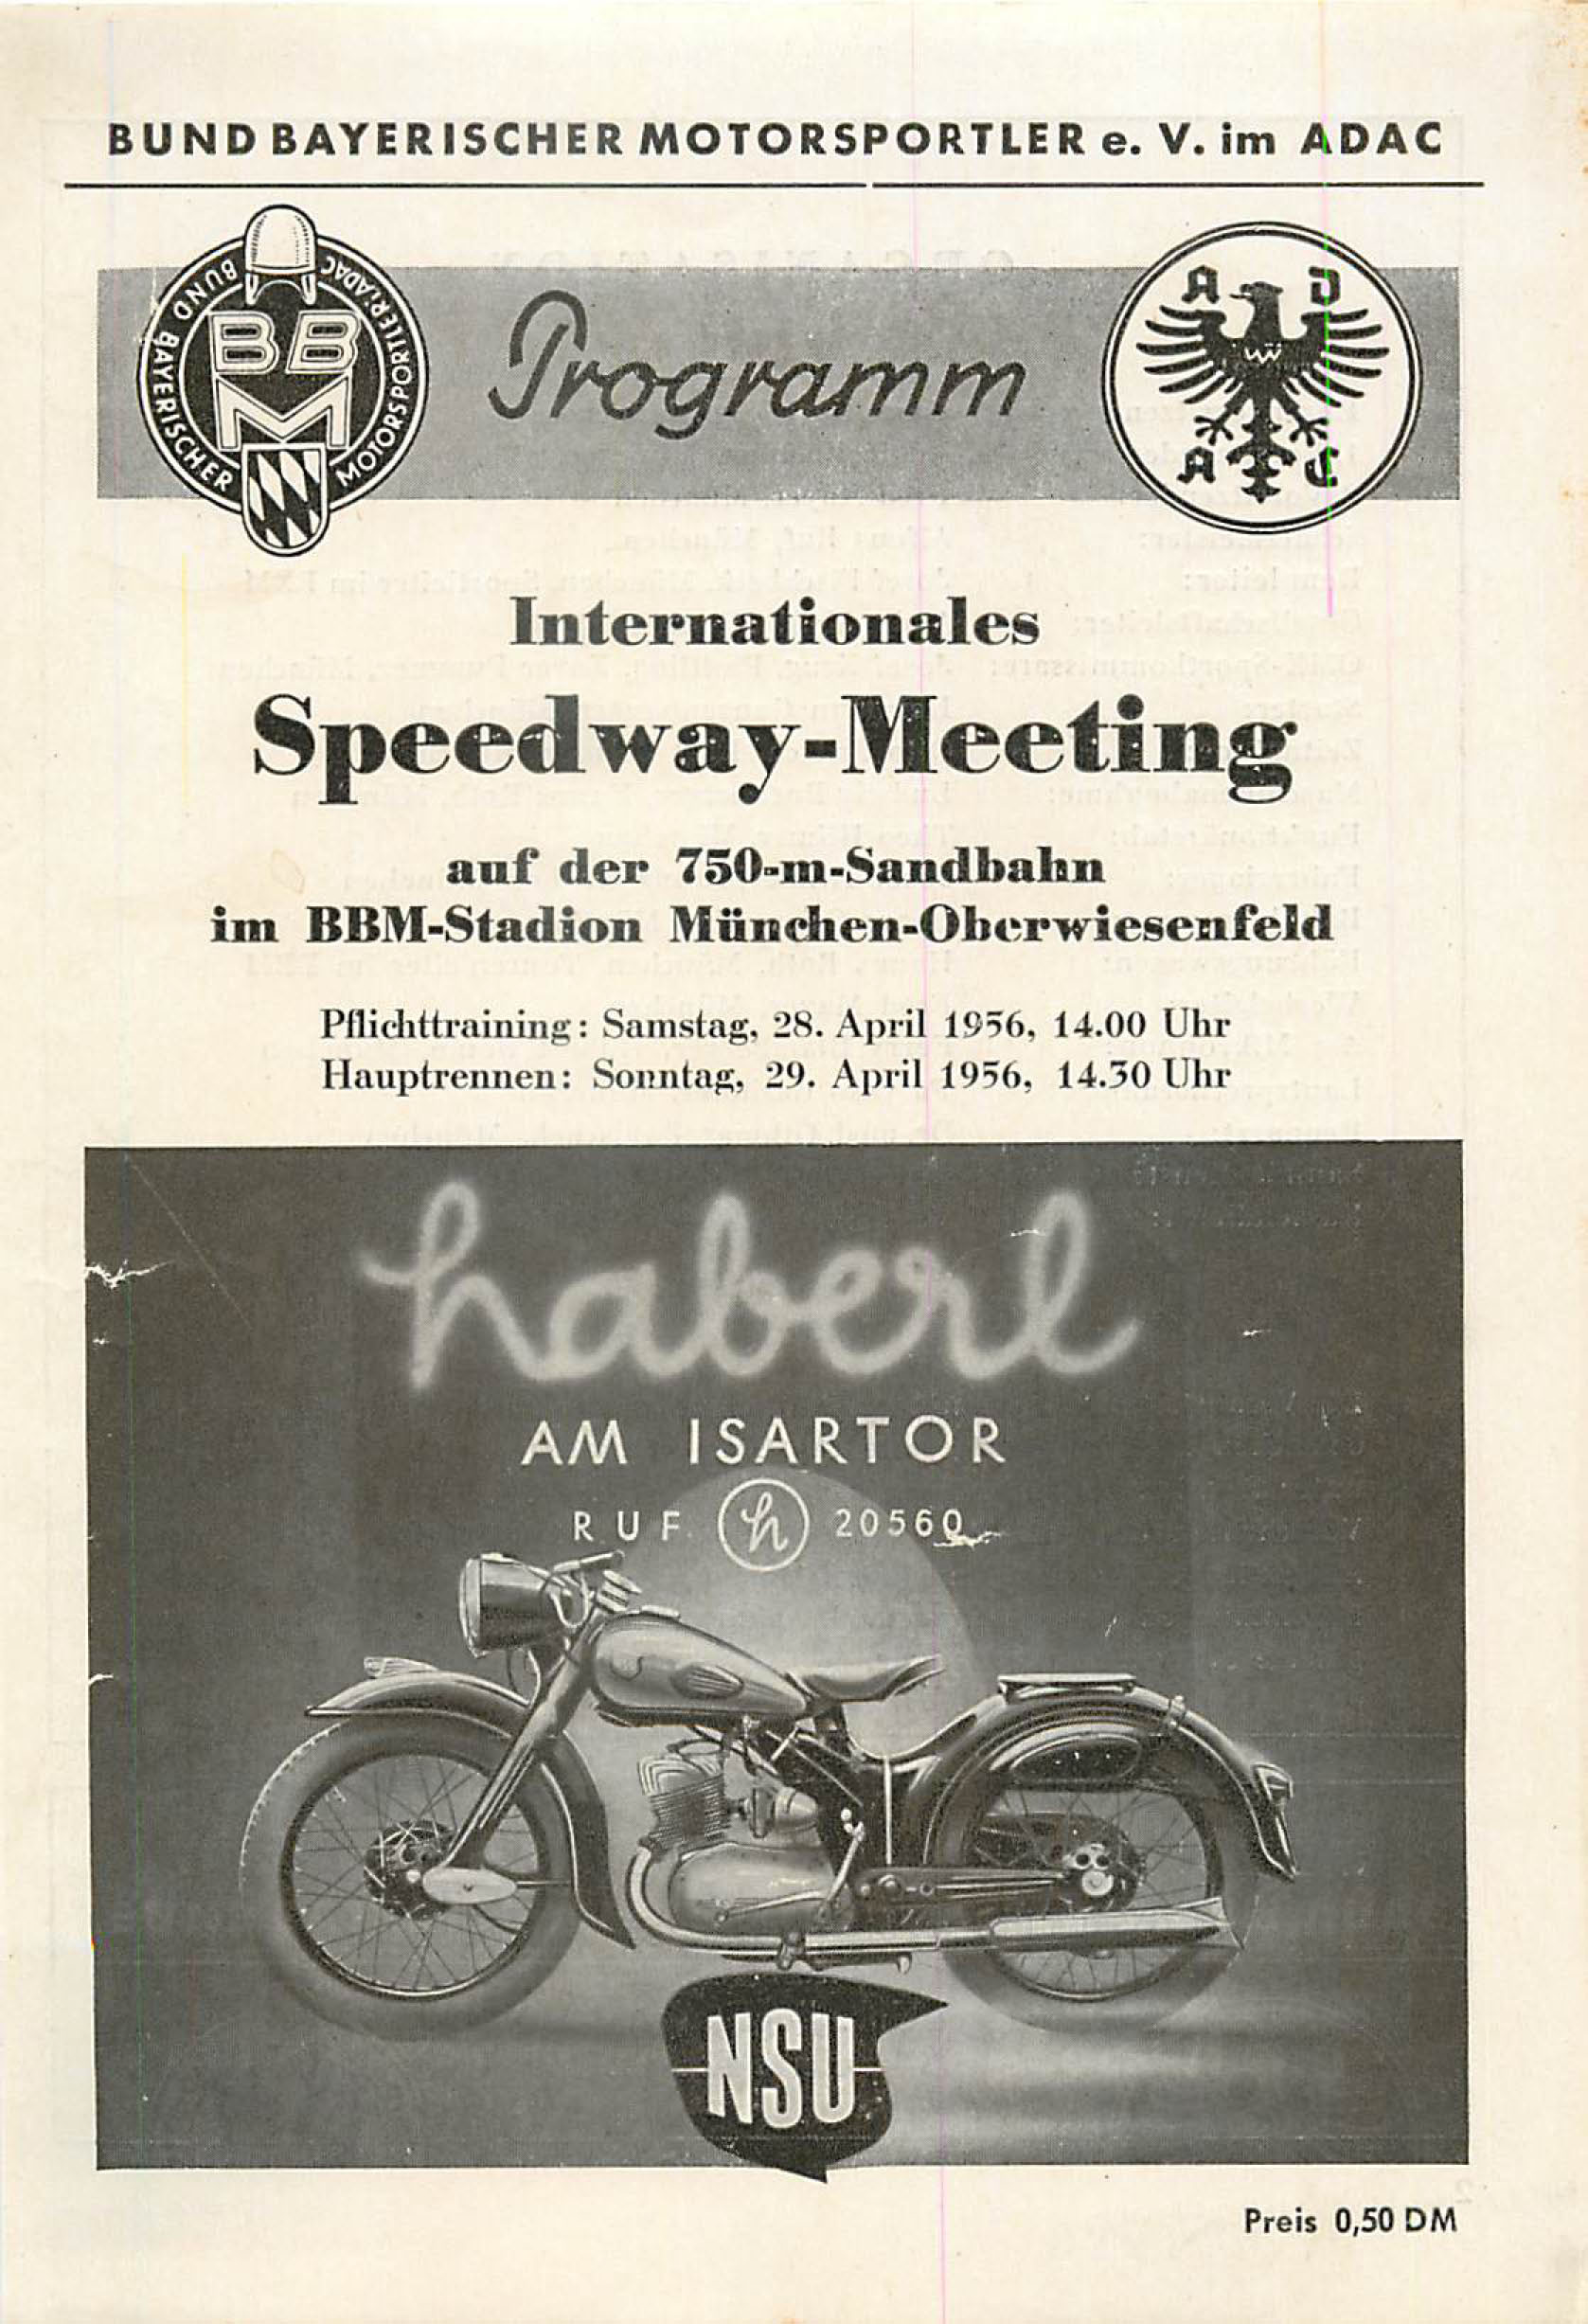 BUND BAYERISCHER MOTORSPORTLER e. V. im ADAC
BUND BAYERISCHER MOTORSPORTLER i. ADAC
BB
M
Programm
A D
A C
Internationales
Speedway-Meeting
auf der 750-m-Sandbahn
im BBM-Stadion München-Oberwiesenfeld
Pflichttraining: Samstag, 28. April 1956, 14.00 Uhr
Hauptrennen: Sonntag, 29. April 1956, 14.30 Uhr
haberl
AM ISARTOR
RUF h 20560
NSU
Preis 0,50 DM